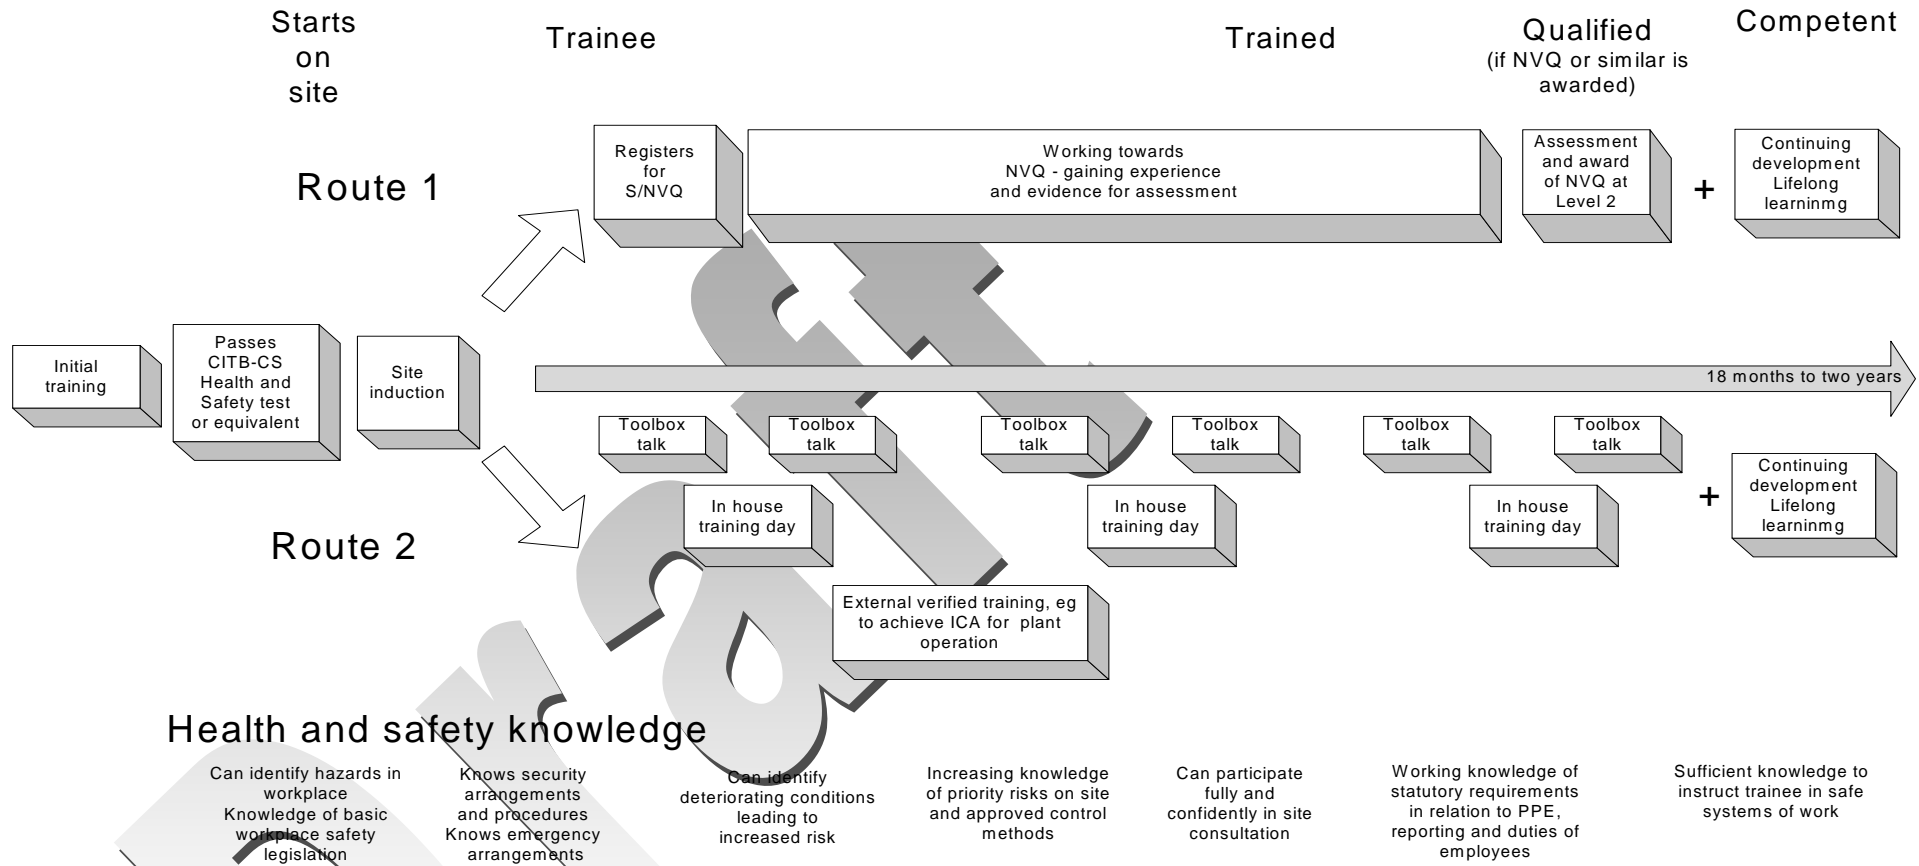 Starts
on
site
Trainee
Trained
Qualified
(if NVQ or similar is
awarded)
Competent
Route 1
Registers
for
S/NVQ
Working towards
NVQ - gaining experience
and evidence for assessment
Assessment
and award
of NVQ at
Level 2
+
Continuing
development
Lifelong
learninmg
Initial
training
Passes
CITB-CS
Health and
Safety test
or equivalent
Site
induction
18 months to two years
Toolbox
talk
Toolbox
talk
Toolbox
talk
Toolbox
talk
Toolbox
talk
Toolbox
talk
Route 2
In house
training day
In house
training day
In house
training day
+
Continuing
development
Lifelong
learninmg
External verified training, eg
to achieve ICA for plant
operation
Health and safety knowledge
Can identify hazards in
workplace
Knowledge of basic
workplace safety
legislation
Knows security
arrangements
and procedures
Knows emergency
arrangements
Can identify
deteriorating conditions
leading to
increased risk
Increasing knowledge
of priority risks on site
and approved control
methods
Can participate
fully and
confidently in site
consultation
Working knowledge of
statutory requirements
in relation to PPE,
reporting and duties of
employees
Sufficient knowledge to
instruct trainee in safe
systems of work
Draft